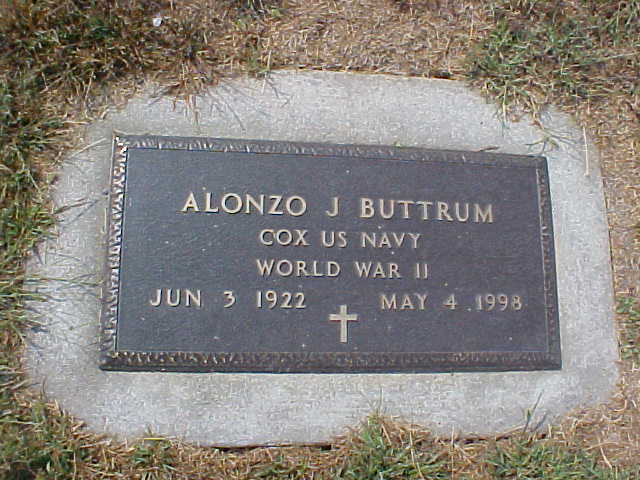 ALONZO J BUTTRUM
COX US NAVY
WORLD WAR II
JUN 3 1922 MAY 4 1998